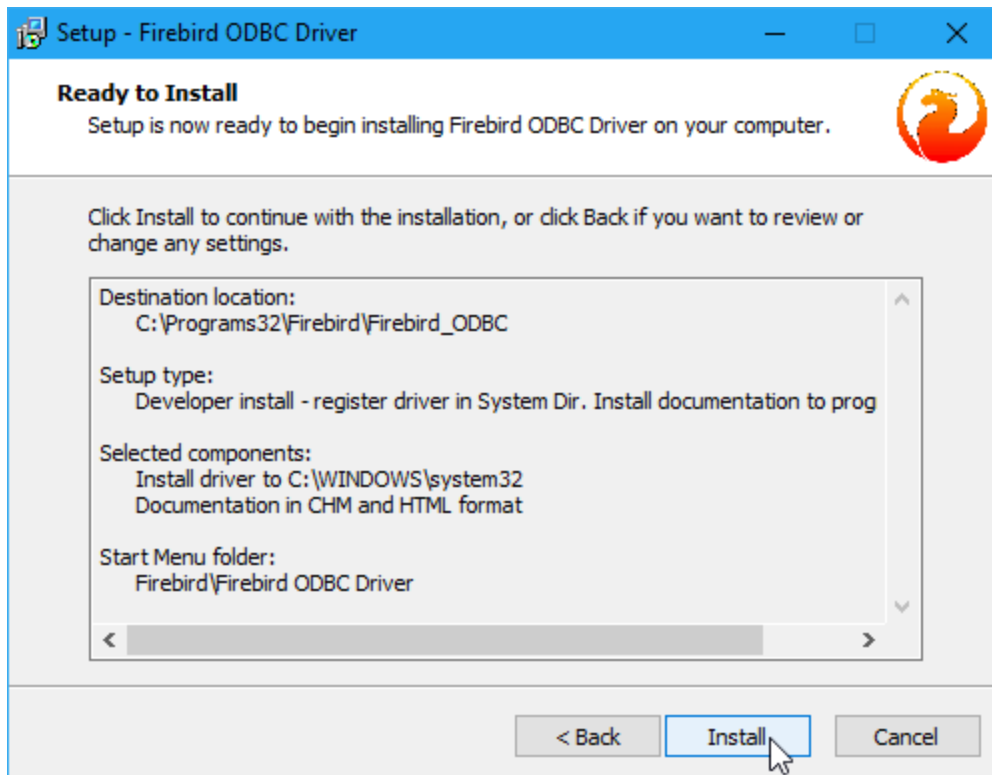 Setup - Firebird ODBC Driver
Ready to Install
Setup is now ready to begin installing Firebird ODBC Driver on your computer.
Click Install to continue with the installation, or click Back if you want to review or
change any settings.
Destination location:
C:\Programs32\Firebird\Firebird_ODBC
Setup type:
Developer install - register driver in System Dir. Install documentation to prog
Selected components:
Install driver to C:\WINDOWS\system32
Documentation in CHM and HTML format
Start Menu folder:
Firebird\Firebird ODBC Driver
< Back Install Cancel